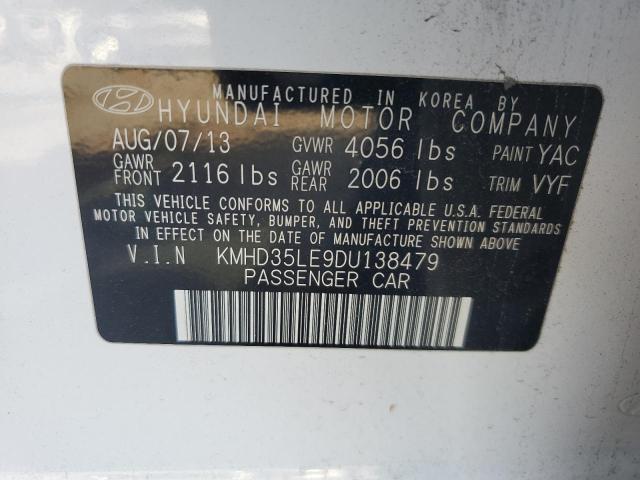 MANUFACTURED IN KOREA BY
HYUNDAI MOTOR COMPANY
AUG/07/13 GVWR 4056 lbs PAINT YAC
GAWR FRONT 2116 lbs GAWR REAR 2006 lbs TRIM VYF
THIS VEHICLE CONFORMS TO ALL APPLICABLE U.S.A. FEDERAL
MOTOR VEHICLE SAFETY, BUMPER, AND THEFT PREVENTION STANDARDS
IN EFFECT ON THE DATE OF MANUFACTURE SHOWN ABOVE.
V.I.N KMHD35LE9DU138479
PASSENGER CAR